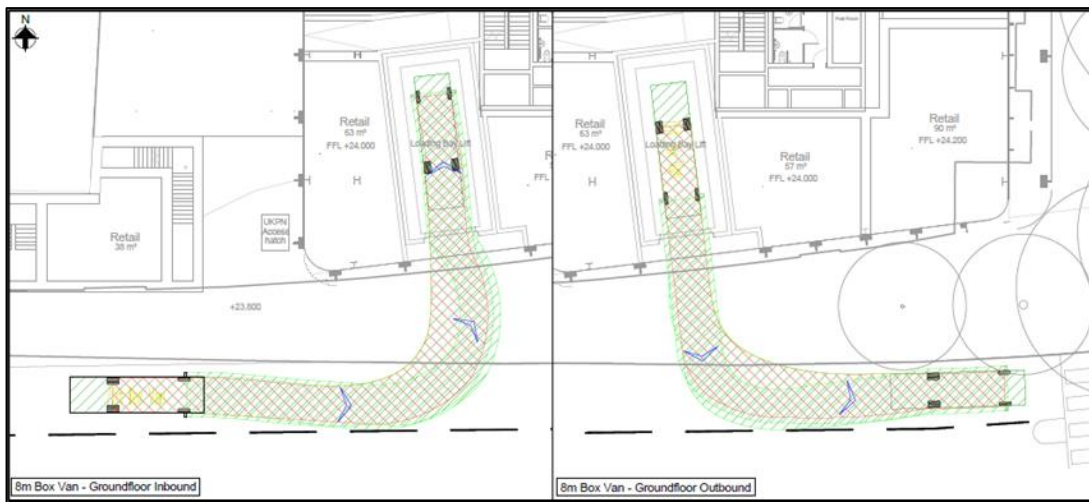 N
Retail
63 m²
FFL +24.000
Loading Bay Lift
UKPN
Access
hatch
Retail
38 m²
+23.800
8m Box Van - Groundfloor Inbound
Retail
63 m²
FFL +24.000
Loading Bay Lift
Retail
57 m²
FFL +24.000
Retail
90 m²
FFL +24.200
8m Box Van - Groundfloor Outbound